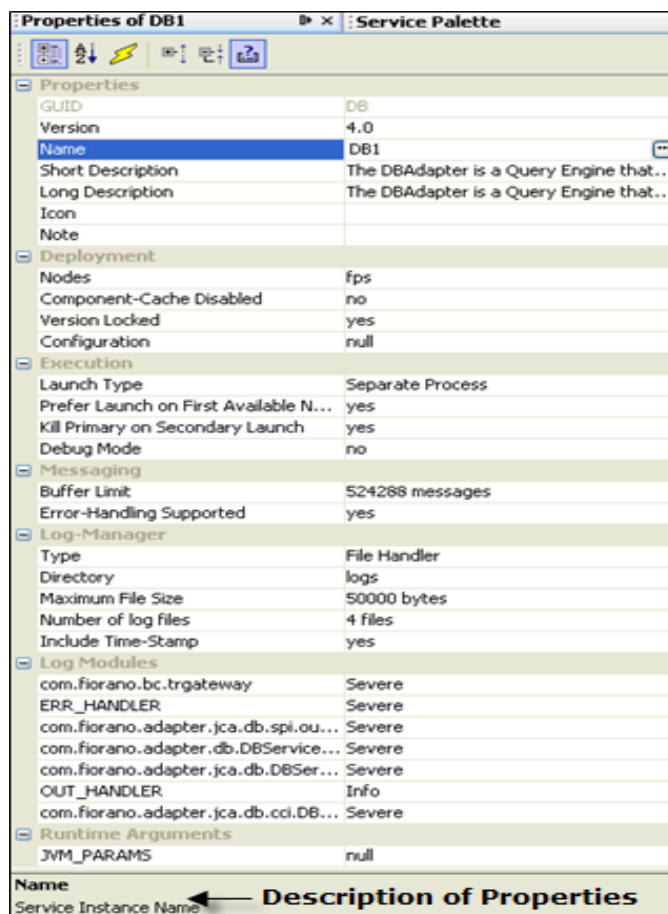 Properties of DB1 Service Palette
Properties
GUID DB
Version 4.0
Name DB1
Short Description The DBAdapter is a Query Engine that...
Long Description The DBAdapter is a Query Engine that...
Icon
Note
Deployment
Nodes fps
Component-Cache Disabled no
Version Locked yes
Configuration null
Execution
Launch Type Separate Process
Prefer Launch on First Available N... yes
Kill Primary on Secondary Launch yes
Debug Mode no
Messaging
Buffer Limit 524288 messages
Error-Handling Supported yes
Log-Manager
Type File Handler
Directory logs
Maximum File Size 50000 bytes
Number of log files 4 files
Include Time-Stamp yes
Log Modules
com.fiorano.bc.trgateway Severe
ERR_HANDLER Severe
com.fiorano.adapter.jca.db.spi.ou... Severe
com.fiorano.adapter.db.DBService... Severe
com.fiorano.adapter.jca.db.DBSer... Severe
OUT_HANDLER Info
com.fiorano.adapter.jca.db.cci.DB... Severe
Runtime Arguments
JVM_PARAMS null
Name
Service Instance Name Description of Properties